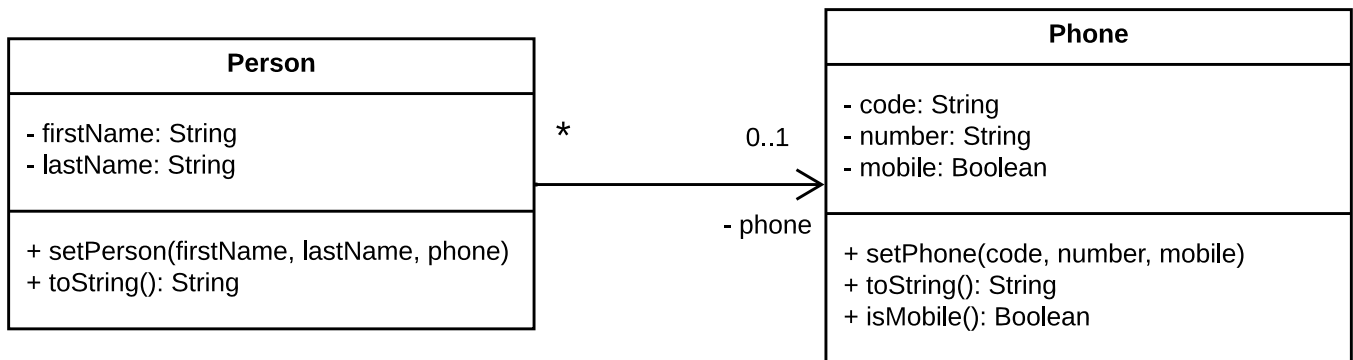 Person
- firstName: String
- lastName: String
+ setPerson(firstName, lastName, phone)
+ toString(): String
*
0..1
- phone
Phone
- code: String
- number: String
- mobile: Boolean
+ setPhone(code, number, mobile)
+ toString(): String
+ isMobile(): Boolean